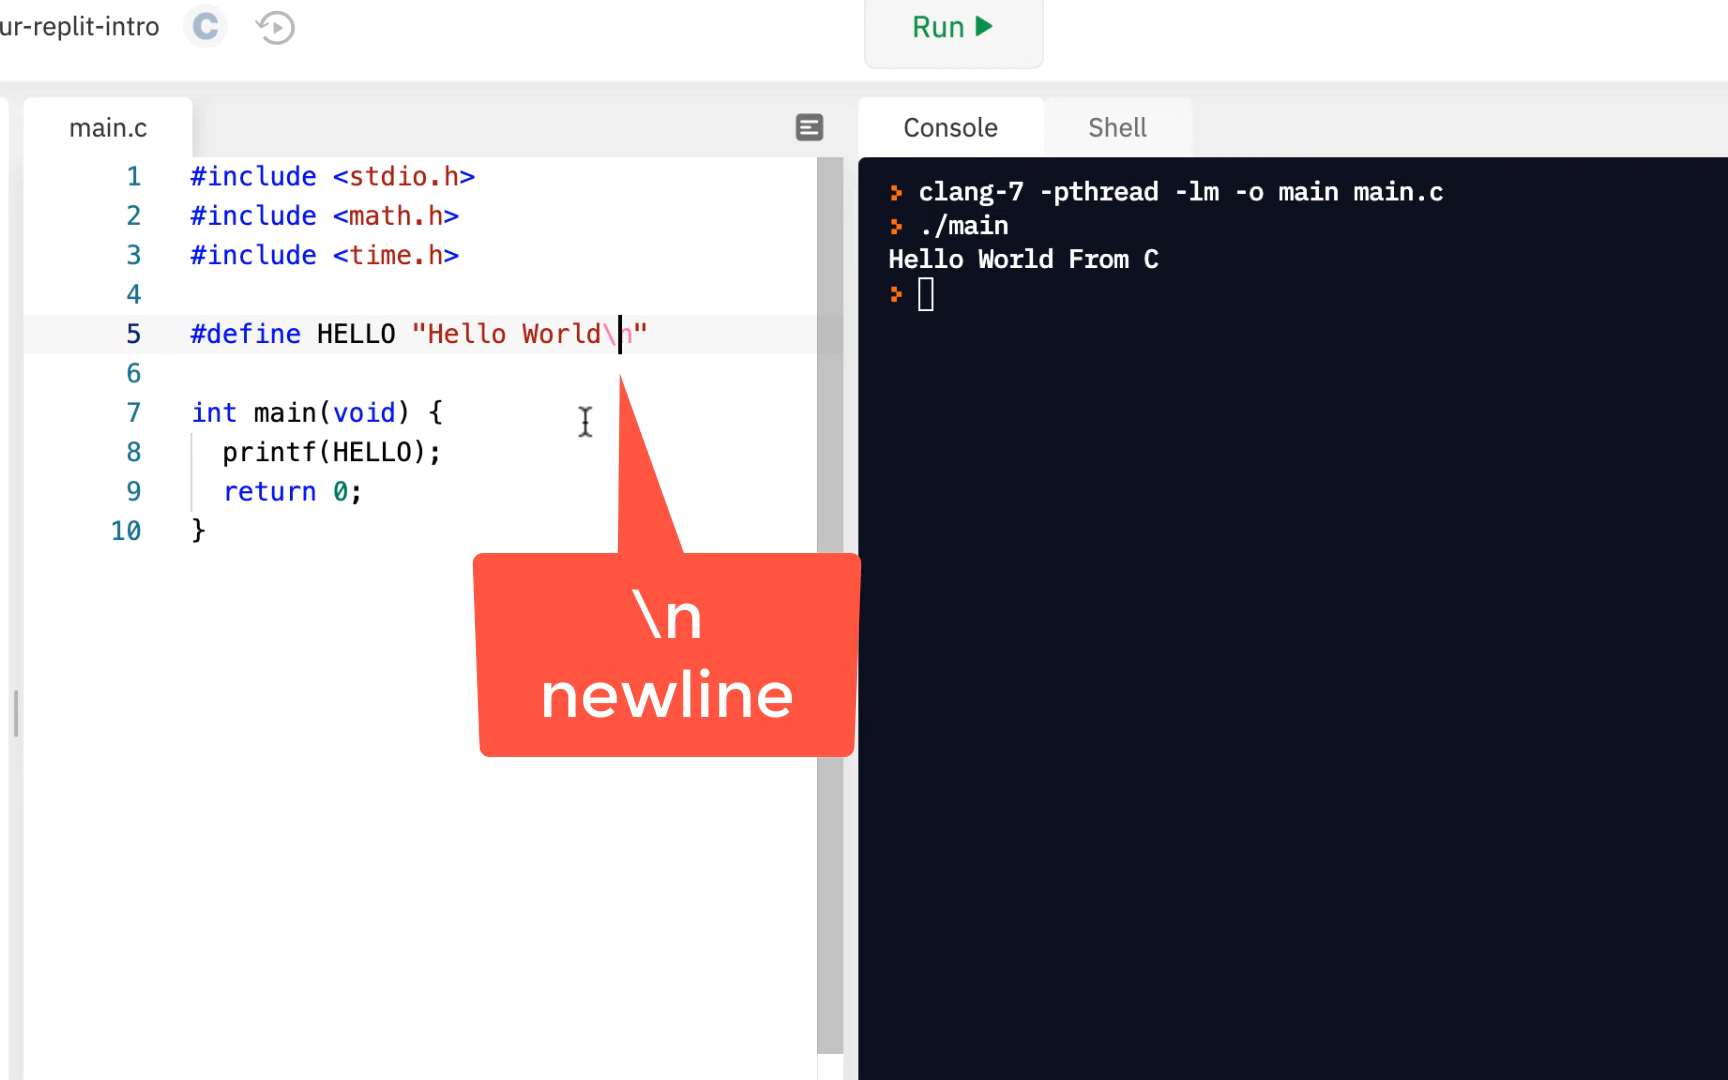 ur-replit-intro C Run
main.c Console Shell
1 #include <stdio.h>
2 #include <math.h>
3 #include <time.h>
4
5 #define HELLO "Hello World\n"
6
7 int main(void) {
8 printf(HELLO);
9 return 0;
10 }
\n
newline
clang-7 -pthread -lm -o main main.c
./main
Hello World From C